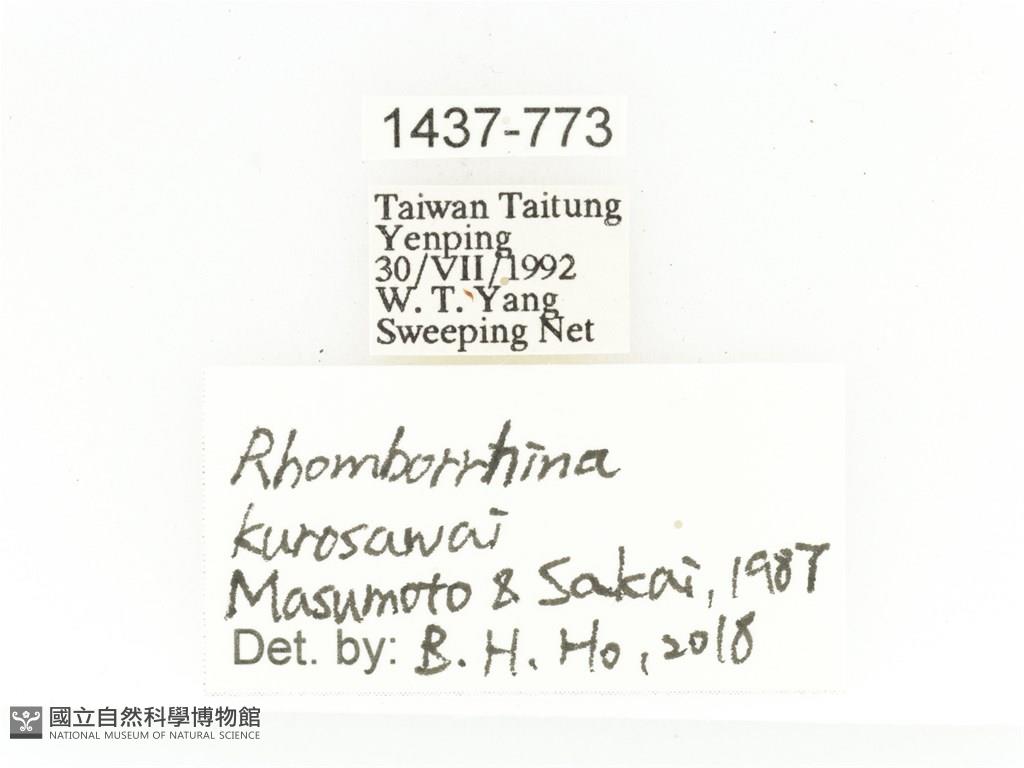 1437-773
Taiwan Taitung
Yenping
30/VII/1992
W. T. Yang
Sweeping Net
Rhomborrhina
kurosawai
Masumoto & Sakai, 1987
Det. by: B. H. Ho, 2018
國立自然科學博物館
NATIONAL MUSEUM OF NATURAL SCIENCE